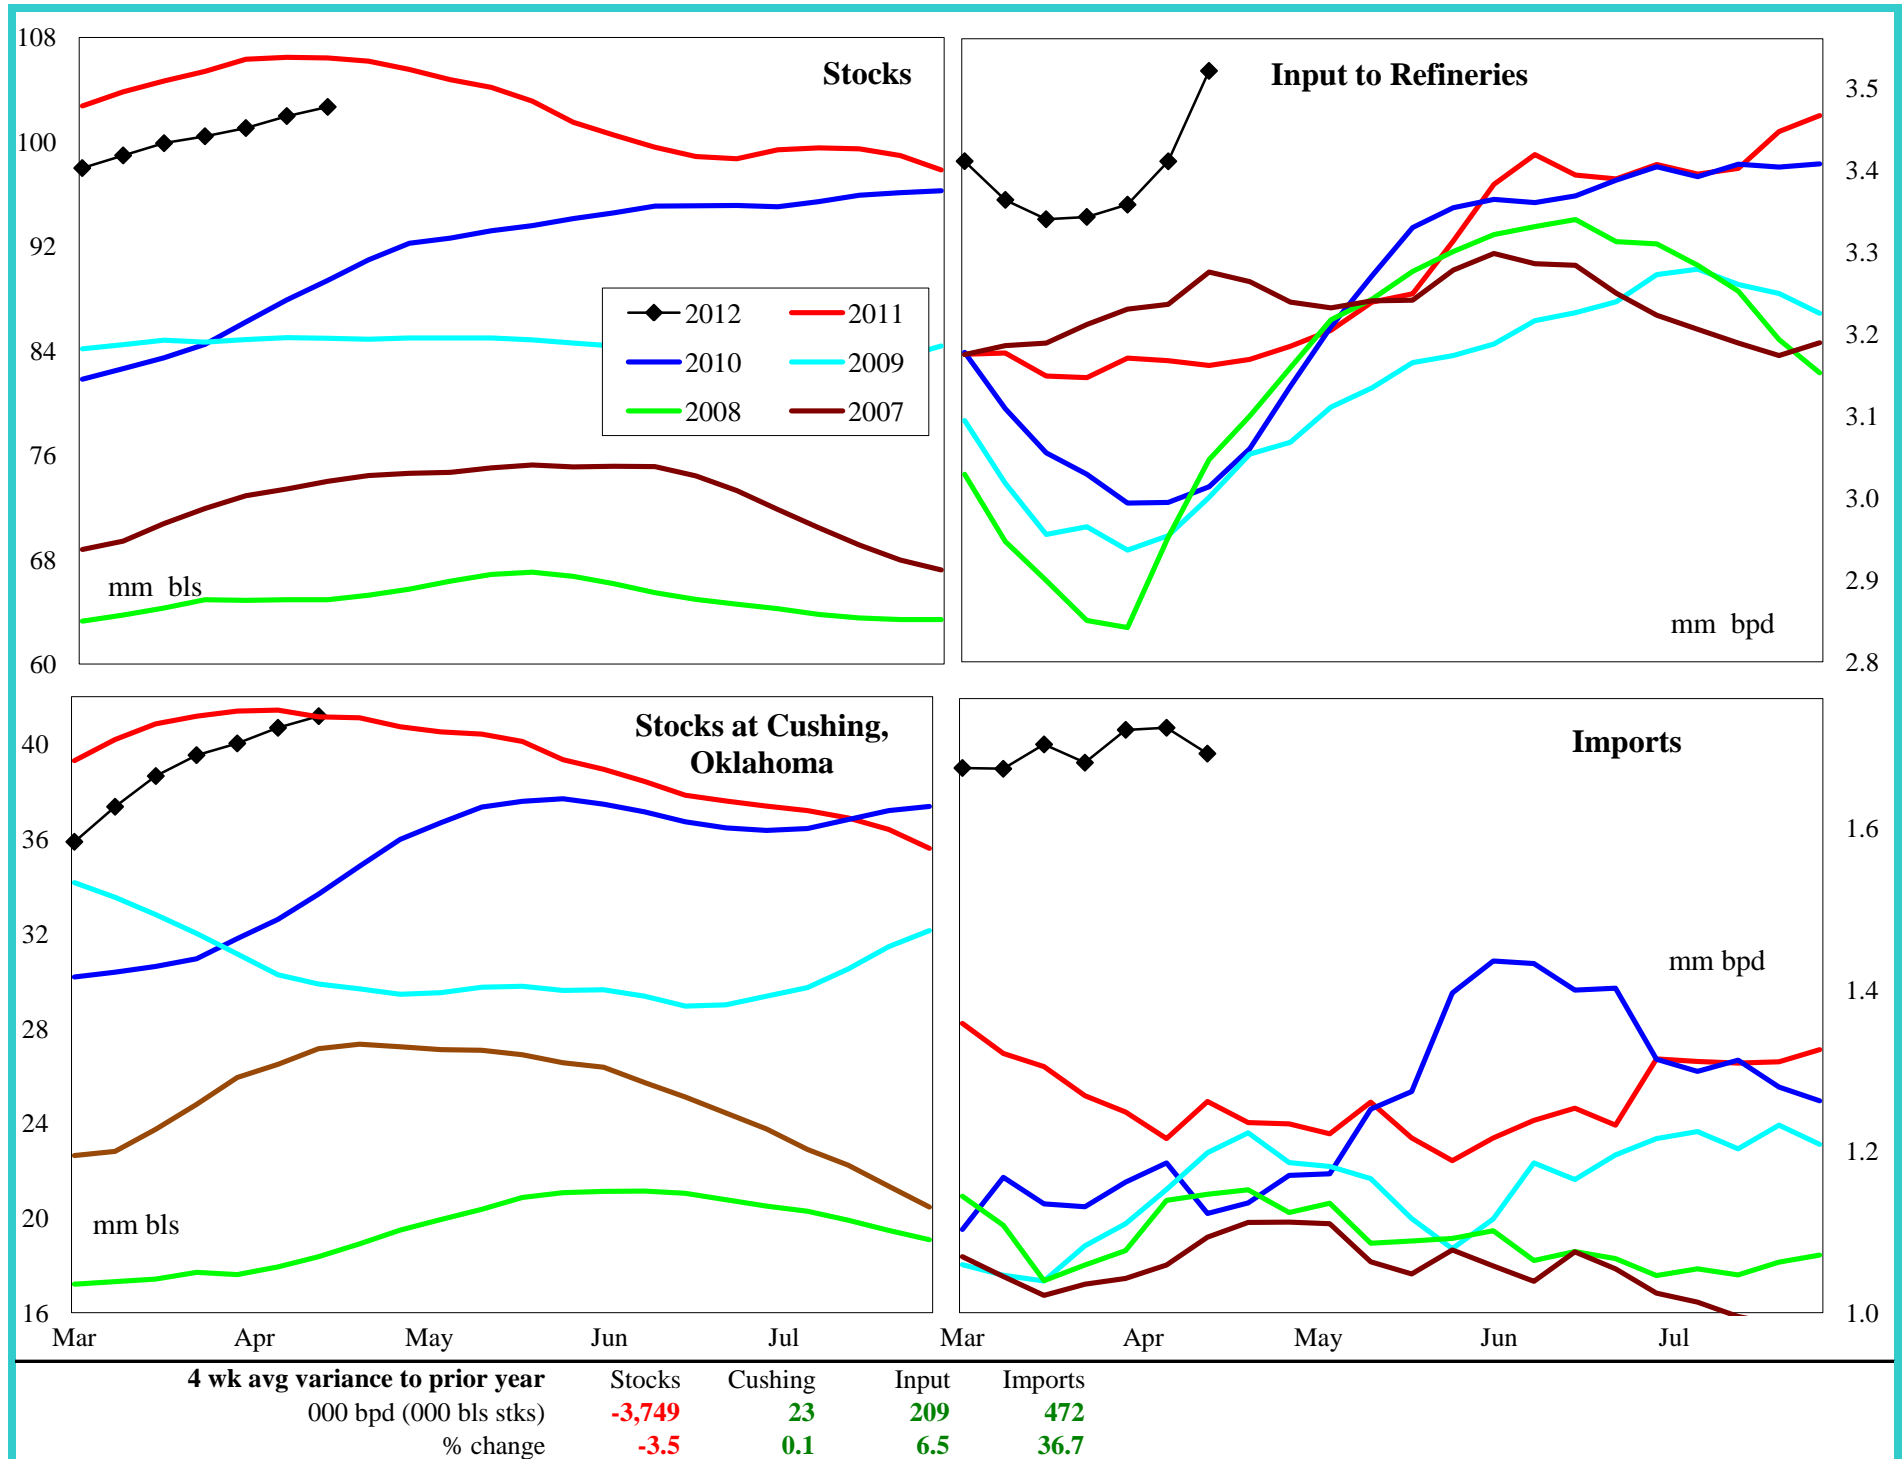 Stocks
108
100
92
84
76
68
60
mm bls
2012
2011
2010
2009
2008
2007
Input to Refineries
3.5
3.4
3.3
3.2
3.1
3.0
2.9
2.8
mm bpd
Stocks at Cushing,
Oklahoma
40
36
32
28
24
20
16
mm bls
Mar Apr May Jun Jul
Imports
mm bpd
1.6
1.4
1.2
1.0
Mar Apr May Jun Jul
4 wk avg variance to prior year Stocks Cushing Input Imports
000 bpd (000 bls stks) -3,749 23 209 472
% change -3.5 0.1 6.5 36.7